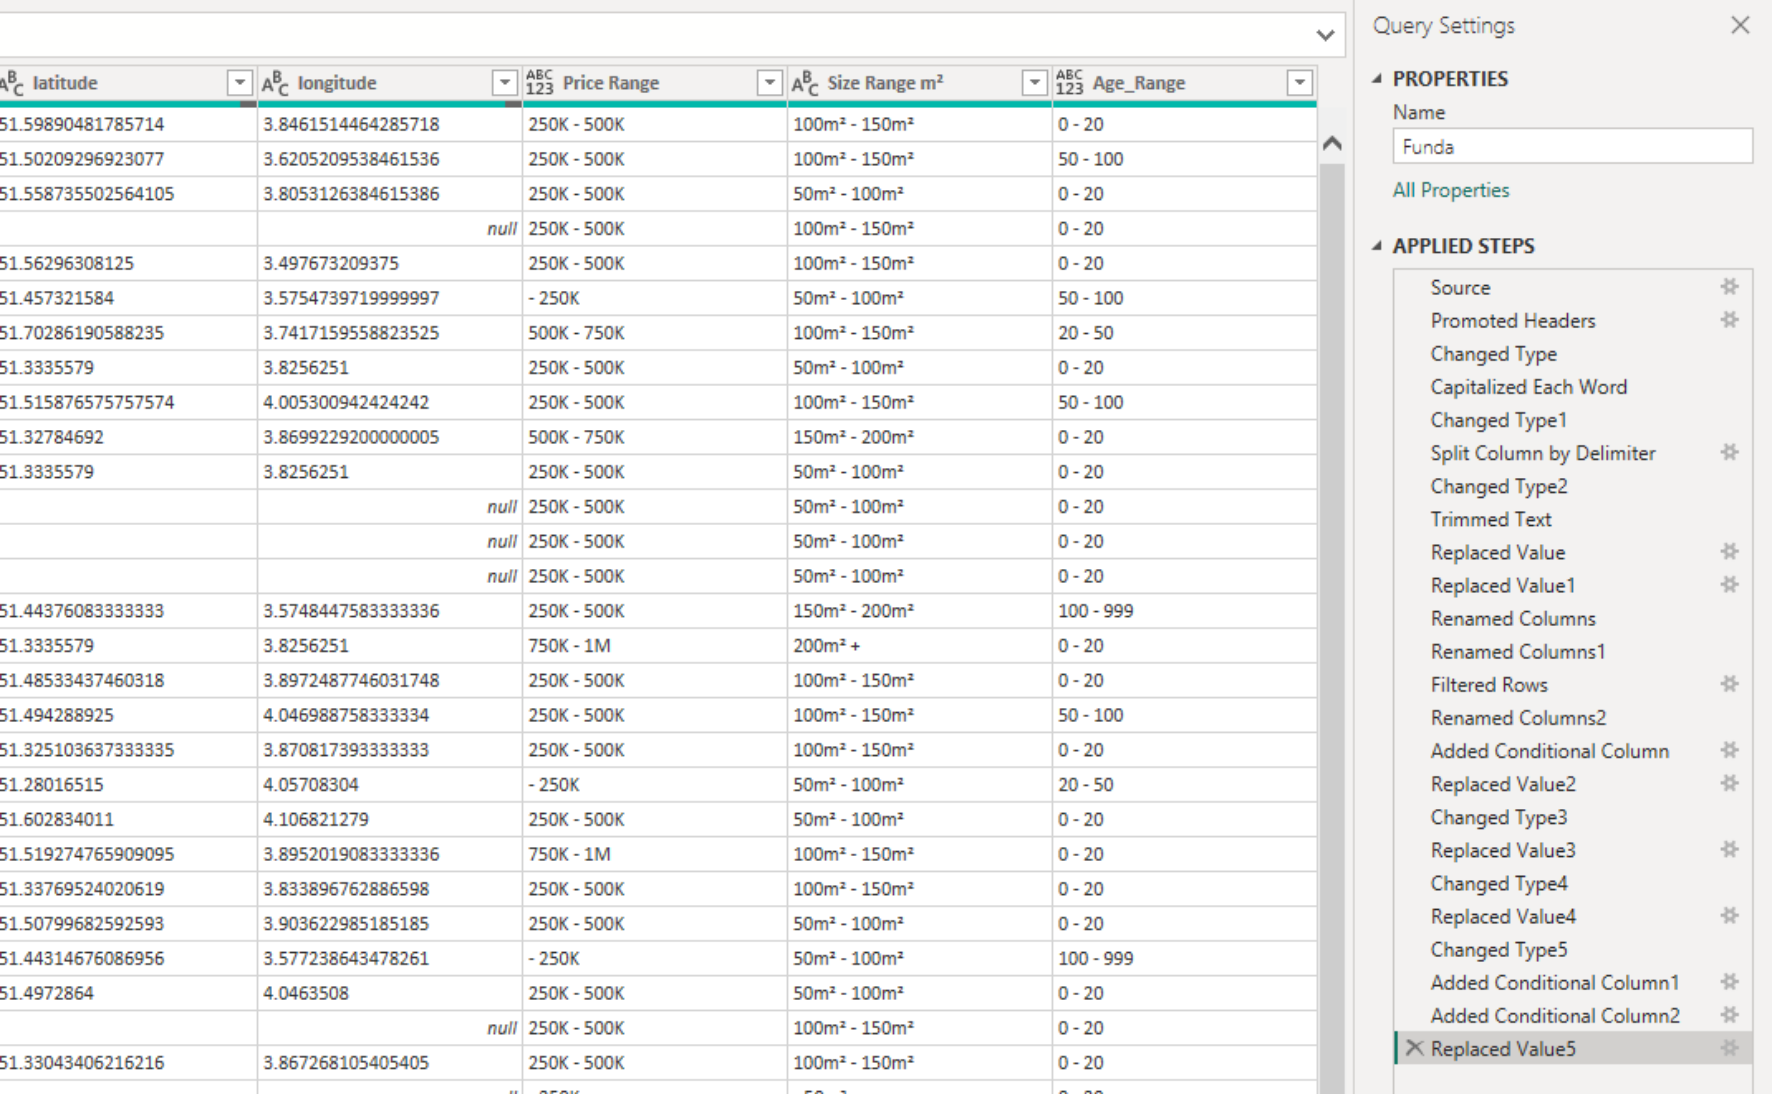 Query Settings
PROPERTIES
Name
Funda
All Properties
APPLIED STEPS
Source
Promoted Headers
Changed Type
Capitalized Each Word
Changed Type1
Split Column by Delimiter
Changed Type2
Trimmed Text
Replaced Value
Replaced Value1
Renamed Columns
Renamed Columns1
Filtered Rows
Renamed Columns2
Added Conditional Column
Replaced Value2
Changed Type3
Replaced Value3
Changed Type4
Replaced Value4
Changed Type5
Added Conditional Column1
Added Conditional Column2
Replaced Value5
ABC latitude ABC longitude ABC 123 Price Range ABC Size Range m² ABC 123 Age_Range
51.59890481785714 3.8461514464285718 250K - 500K 100m² - 150m² 0 - 20
51.50209296923077 3.6205209538461536 250K - 500K 100m² - 150m² 50 - 100
51.558735502564105 3.8053126384615386 250K - 500K 50m² - 100m² 0 - 20
null 250K - 500K 100m² - 150m² 0 - 20
51.56296308125 3.497673209375 250K - 500K 100m² - 150m² 0 - 20
51.457321584 3.5754739719999997 - 250K 50m² - 100m² 50 - 100
51.70286190588235 3.7417159558823525 500K - 750K 100m² - 150m² 20 - 50
51.3335579 3.8256251 250K - 500K 50m² - 100m² 0 - 20
51.515876575757574 4.005300942424242 250K - 500K 100m² - 150m² 50 - 100
51.32784692 3.8699229200000005 500K - 750K 150m² - 200m² 0 - 20
51.3335579 3.8256251 250K - 500K 50m² - 100m² 0 - 20
null 250K - 500K 50m² - 100m² 0 - 20
null 250K - 500K 50m² - 100m² 0 - 20
null 250K - 500K 50m² - 100m² 0 - 20
51.44376083333333 3.5748447583333336 250K - 500K 150m² - 200m² 100 - 999
51.3335579 3.8256251 750K - 1M 200m² + 0 - 20
51.48533437460318 3.8972487746031748 250K - 500K 100m² - 150m² 0 - 20
51.494288925 4.046988758333334 250K - 500K 100m² - 150m² 50 - 100
51.325103637333335 3.870817393333333 250K - 500K 100m² - 150m² 0 - 20
51.28016515 4.05708304 - 250K 50m² - 100m² 20 - 50
51.602834011 4.106821279 250K - 500K 50m² - 100m² 0 - 20
51.519274765909095 3.8952019083333336 750K - 1M 100m² - 150m² 0 - 20
51.33769524020619 3.833896762886598 250K - 500K 100m² - 150m² 0 - 20
51.50799682592593 3.903622985185185 250K - 500K 50m² - 100m² 0 - 20
51.44314676086956 3.577238643478261 - 250K 50m² - 100m² 100 - 999
51.4972864 4.0463508 250K - 500K 50m² - 100m² 0 - 20
null 250K - 500K 100m² - 150m² 0 - 20
51.33043406216216 3.867268105405405 250K - 500K 100m² - 150m² 0 - 20